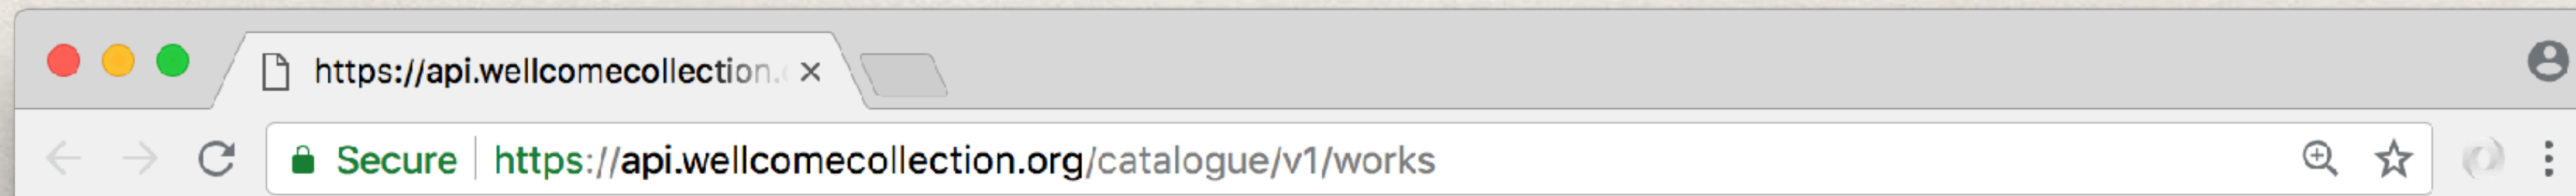 https://api.wellcomecollection.
Secure https://api.wellcomecollection.org/catalogue/v1/works